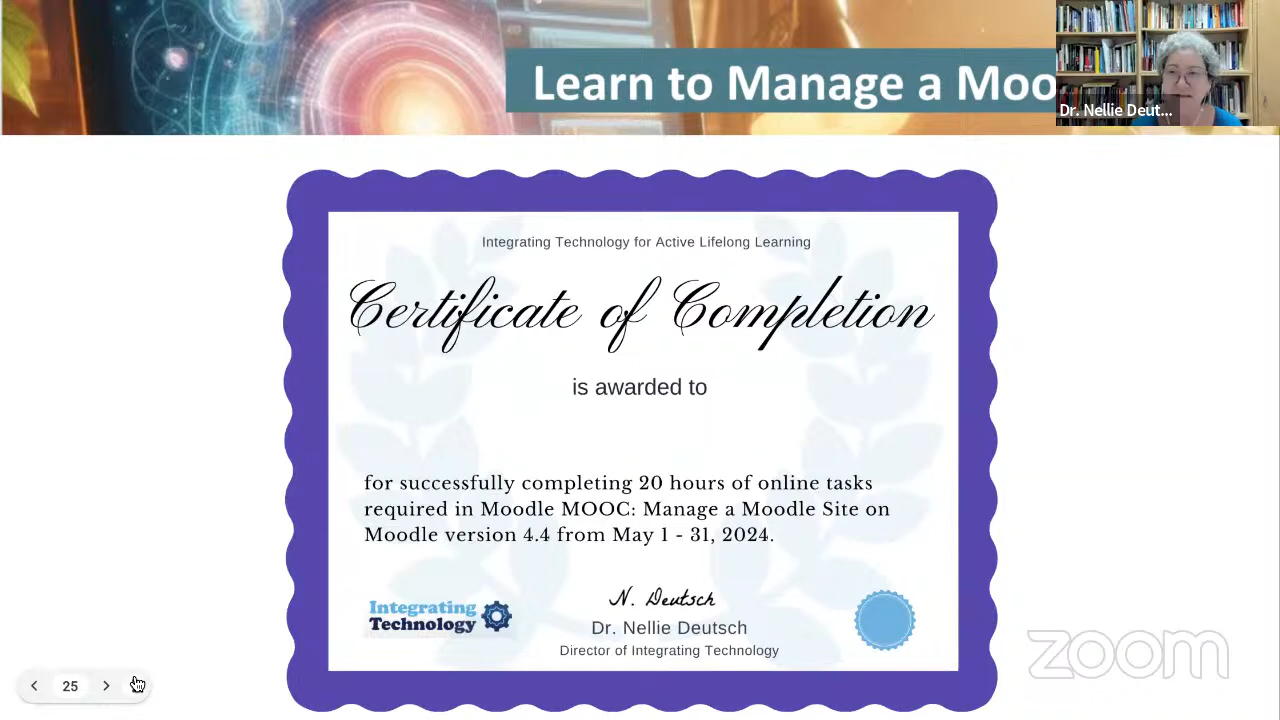 Learn to Manage a Moo
Dr. Nellie Deut...
Integrating Technology for Active Lifelong Learning
Certificate of Completion
is awarded to
for successfully completing 20 hours of online tasks
required in Moodle MOOC: Manage a Moodle Site on
Moodle version 4.4 from May 1 - 31, 2024.
Integrating
Technology
N. Deutsch
Dr. Nellie Deutsch
Director of Integrating Technology
zoom
25